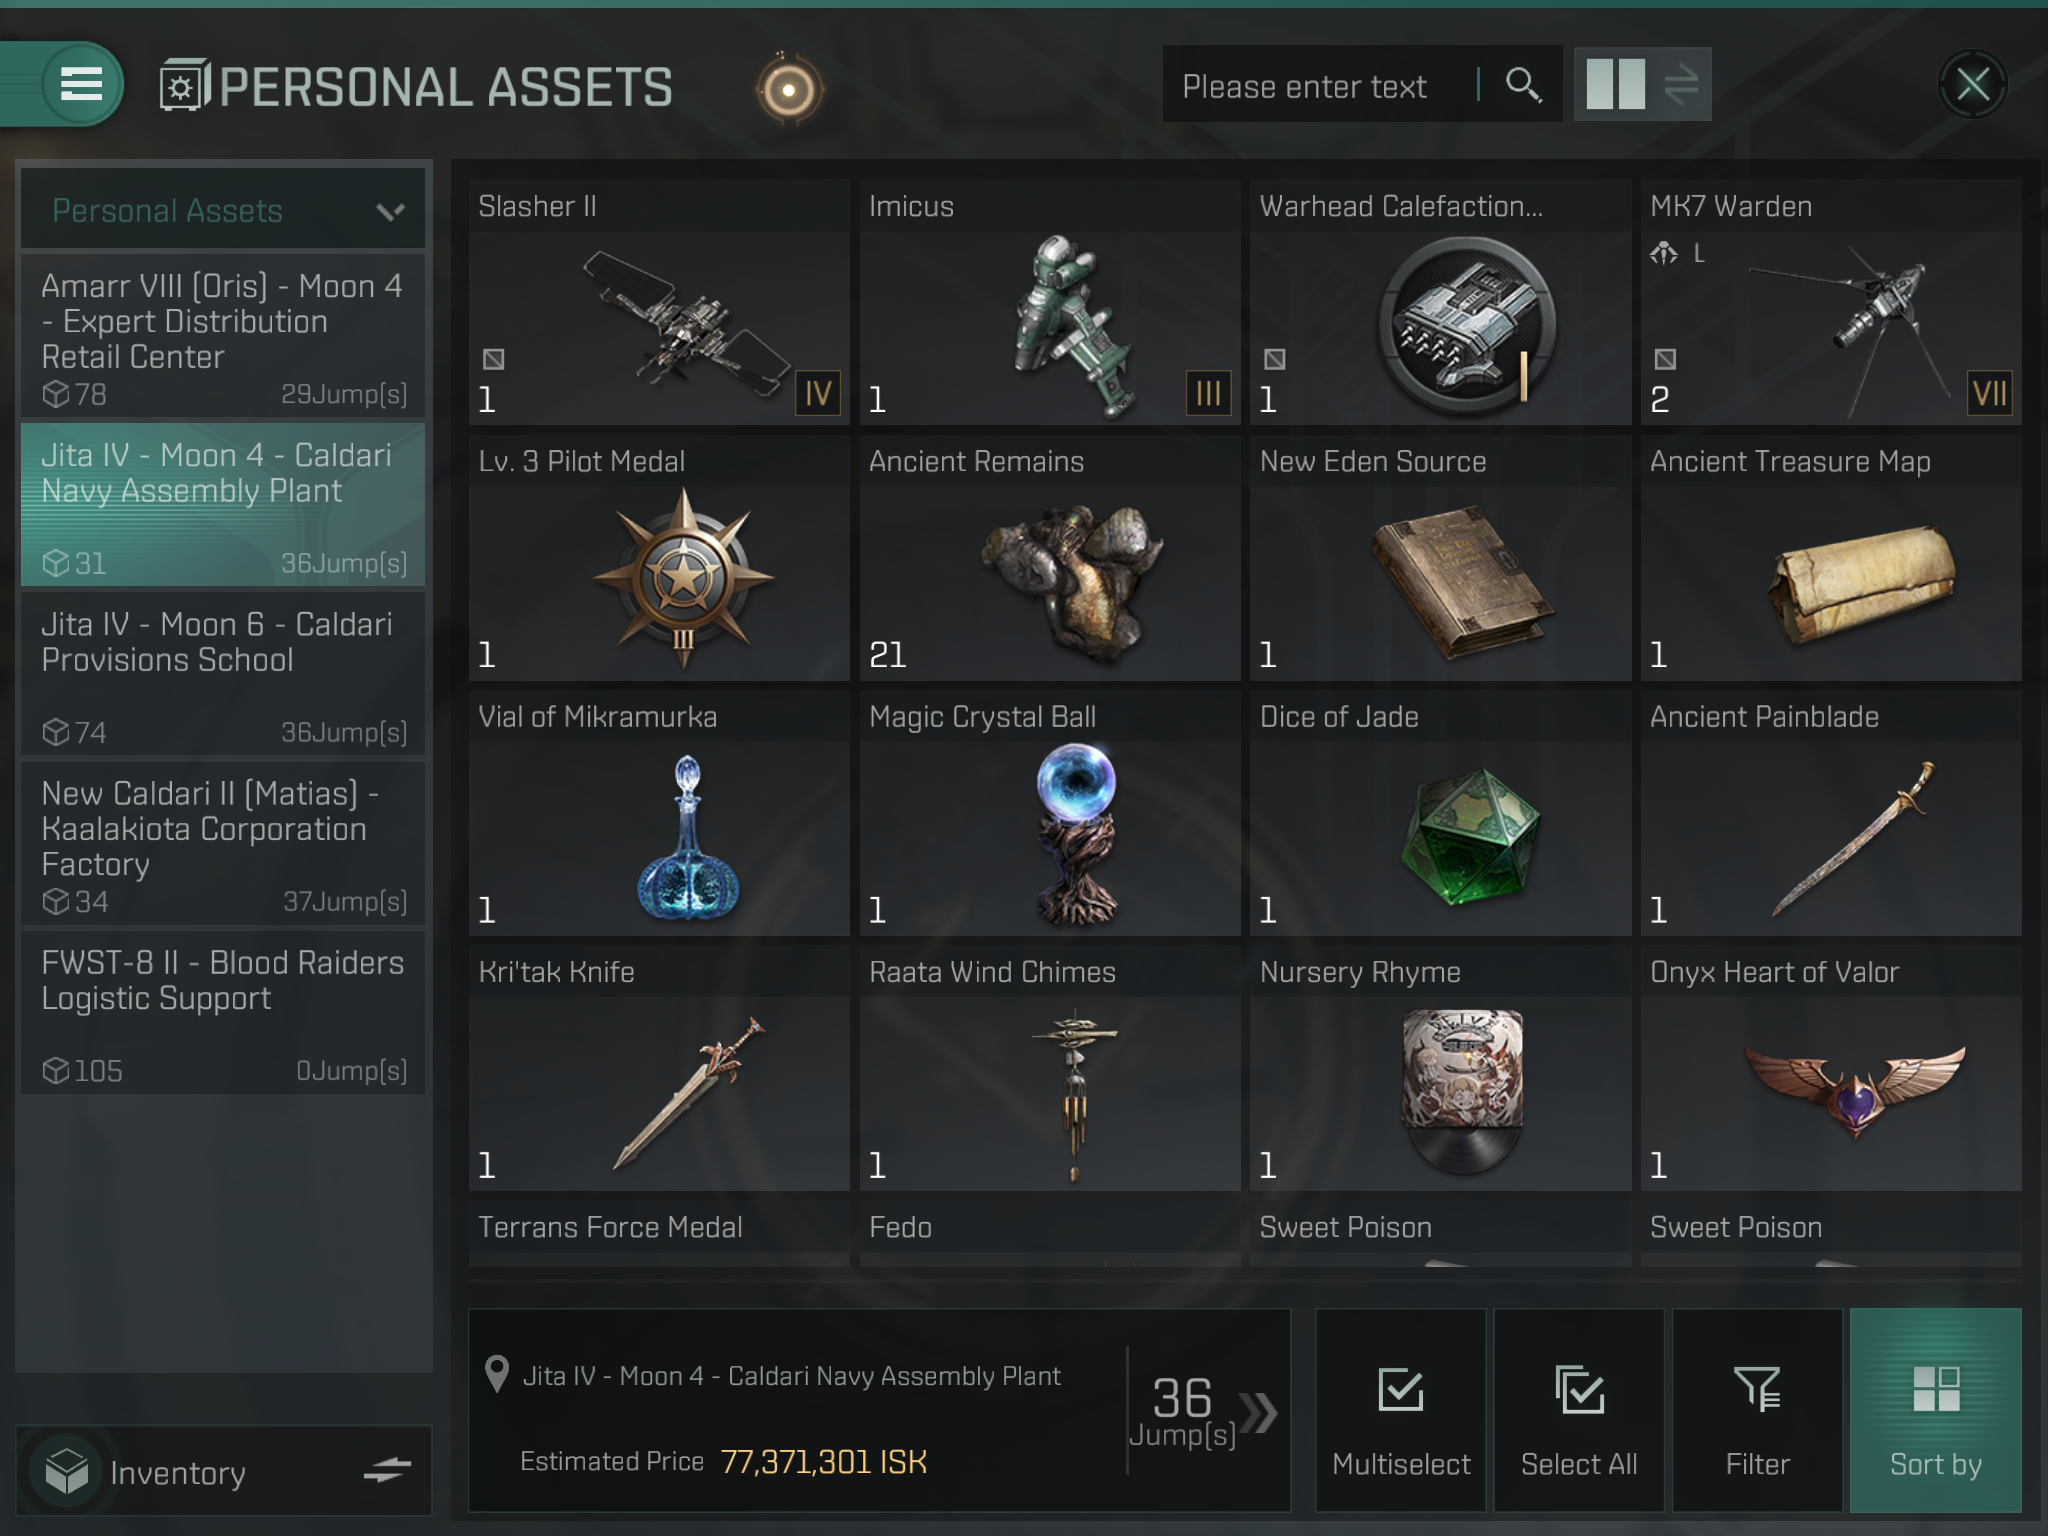 PERSONAL ASSETS
Please enter text
Personal Assets
Amarr VIII (Oris) - Moon 4
- Expert Distribution
Retail Center
78
29Jump(s)
Jita IV - Moon 4 - Caldari
Navy Assembly Plant
31
36Jump(s)
Jita IV - Moon 6 - Caldari
Provisions School
74
36Jump(s)
New Caldari II (Matias) -
Kaalakiota Corporation
Factory
34
37Jump(s)
FWST-8 II - Blood Raiders
Logistic Support
105
0Jump(s)
Inventory
Slasher II
1
IV
Imicus
1
III
Warhead Calefaction...
1
I
MK7 Warden
L
2
VII
Lv. 3 Pilot Medal
III
1
Ancient Remains
21
New Eden Source
1
Ancient Treasure Map
1
Vial of Mikramurka
1
Magic Crystal Ball
1
Dice of Jade
1
Ancient Painblade
1
Kri'tak Knife
1
Raata Wind Chimes
1
Nursery Rhyme
1
Onyx Heart of Valor
1
Terrans Force Medal
Fedo
Sweet Poison
Sweet Poison
Jita IV - Moon 4 - Caldari Navy Assembly Plant
Estimated Price 77,371,301 ISK
36
Jump(s)
Multiselect
Select All
Filter
Sort by